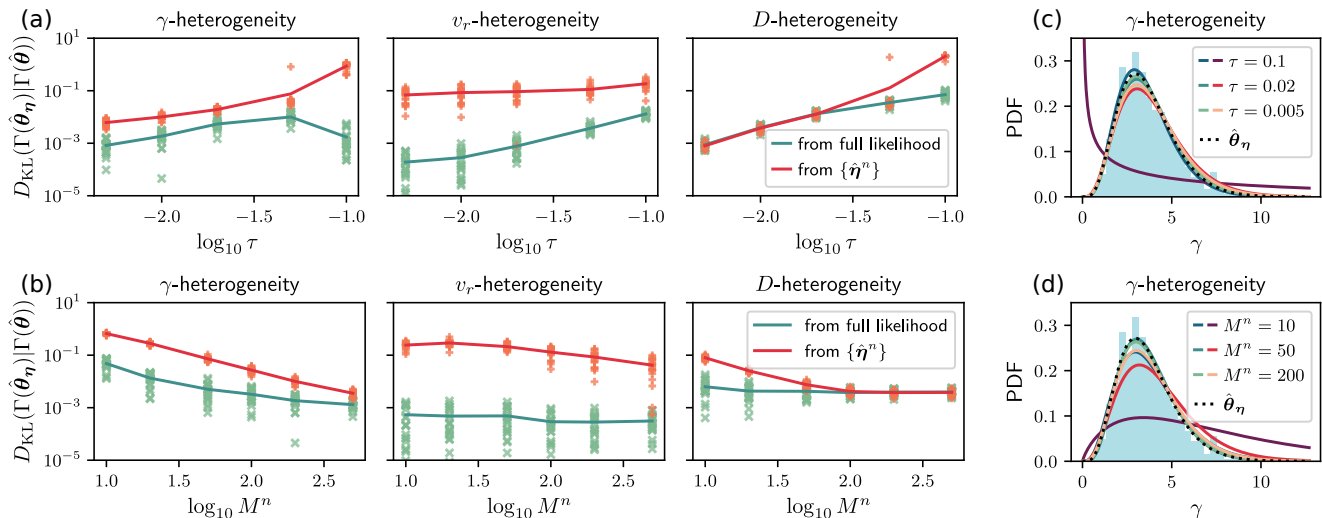 (a)
γ-heterogeneity
v_r-heterogeneity
D-heterogeneity
D_KL(Γ(θ̂_η)|Γ(θ̂))
10^1
10^−1
10^−3
10^−5
−2.0 −1.5 −1.0
−2.0 −1.5 −1.0
−2.0 −1.5 −1.0
log_10 τ
log_10 τ
log_10 τ
from full likelihood
from {η̂^n}
(c)
γ-heterogeneity
PDF
0.3
0.2
0.1
0.0
0 5 10
γ
τ = 0.1
τ = 0.02
τ = 0.005
θ̂_η
(b)
γ-heterogeneity
v_r-heterogeneity
D-heterogeneity
D_KL(Γ(θ̂_η)|Γ(θ̂))
10^1
10^−1
10^−3
10^−5
1.0 1.5 2.0 2.5
1.0 1.5 2.0 2.5
1.0 1.5 2.0 2.5
log_10 M^n
log_10 M^n
log_10 M^n
from full likelihood
from {η̂^n}
(d)
γ-heterogeneity
PDF
0.3
0.2
0.1
0.0
0 5 10
γ
M^n = 10
M^n = 50
M^n = 200
θ̂_η